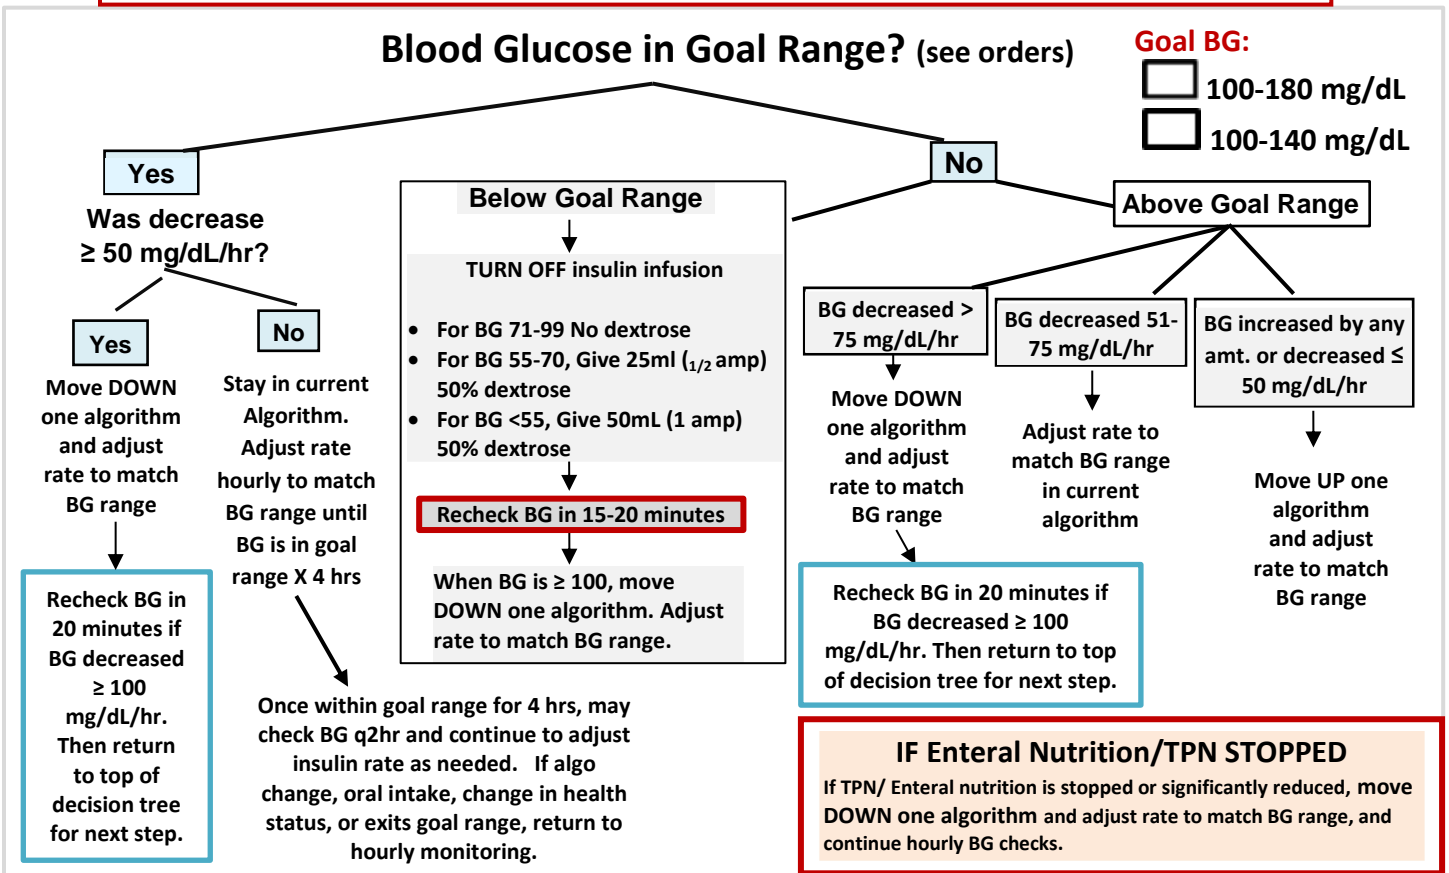 Blood Glucose in Goal Range? (see orders)
Goal BG:
100-180 mg/dL
100-140 mg/dL
Yes
Was decrease
≥ 50 mg/dL/hr?
Yes
Move DOWN
one algorithm
and adjust
rate to match
BG range
Recheck BG in
20 minutes if
BG decreased
≥ 100
mg/dL/hr.
Then return
to top of
decision tree
for next step.
No
Stay in current
Algorithm.
Adjust rate
hourly to match
BG range until
BG is in goal
range X 4 hrs
Once within goal range for 4 hrs, may
check BG q2hr and continue to adjust
insulin rate as needed. If algo
change, oral intake, change in health
status, or exits goal range, return to
hourly monitoring.
No
Below Goal Range
TURN OFF insulin infusion
• For BG 71-99 No dextrose
• For BG 55-70, Give 25ml (1/2 amp)
50% dextrose
• For BG <55, Give 50mL (1 amp)
50% dextrose
Recheck BG in 15-20 minutes
When BG is ≥ 100, move
DOWN one algorithm. Adjust
rate to match BG range.
Above Goal Range
BG decreased >
75 mg/dL/hr
Move DOWN
one algorithm
and adjust
rate to match
BG range
Recheck BG in 20 minutes if
BG decreased ≥ 100
mg/dL/hr. Then return to top
of decision tree for next step.
BG decreased 51-
75 mg/dL/hr
Adjust rate to
match BG range
in current
algorithm
BG increased by any
amt. or decreased ≤
50 mg/dL/hr
Move UP one
algorithm
and adjust
rate to match
BG range
IF Enteral Nutrition/TPN STOPPED
If TPN/ Enteral nutrition is stopped or significantly reduced, move
DOWN one algorithm and adjust rate to match BG range, and
continue hourly BG checks.